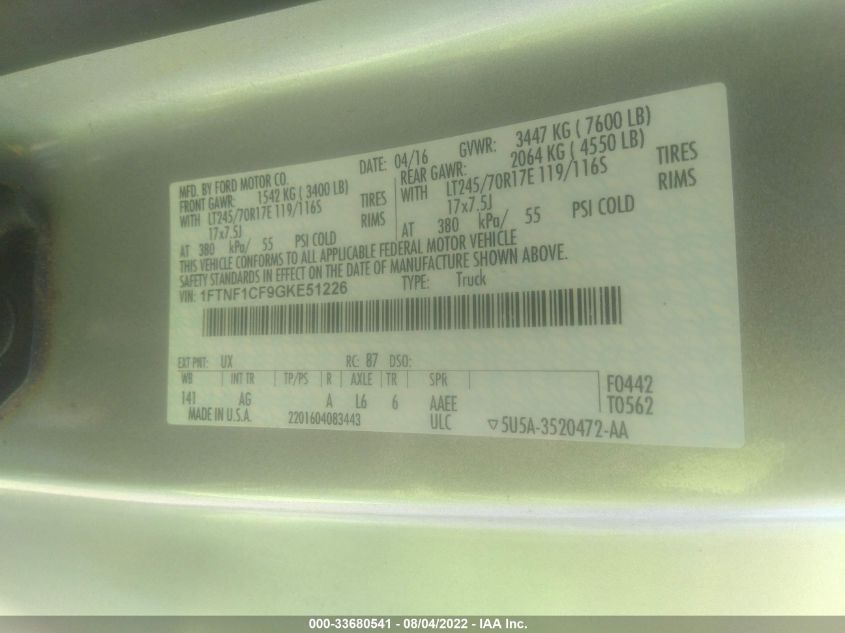 MFD. BY FORD MOTOR CO. DATE: 04/16 GVWR: 3447 KG ( 7600 LB)
FRONT GAWR: 1542 KG ( 3400 LB)
WITH LT245/70R17E 119/116S TIRES
17x7.5J RIMS
AT 380 kPa/ 55 PSI COLD
REAR GAWR: 2064 KG ( 4550 LB)
WITH LT245/70R17E 119/116S TIRES
17x7.5J RIMS
AT 380 kPa/ 55 PSI COLD
THIS VEHICLE CONFORMS TO ALL APPLICABLE FEDERAL MOTOR VEHICLE
SAFETY STANDARDS IN EFFECT ON THE DATE OF MANUFACTURE SHOWN ABOVE.
VIN: 1FTNF1CF9GKE51226 TYPE: Truck
EXT PNT: UX RC: 87 DSO:
WB INT TR TP/PS R AXLE TR SPR
141 AG A L6 6 AAEE
F0442
T0562
MADE IN U.S.A. 2201604083443 ULC ▽5U5A-3520472-AA
000-33680541 - 08/04/2022 - IAA Inc.